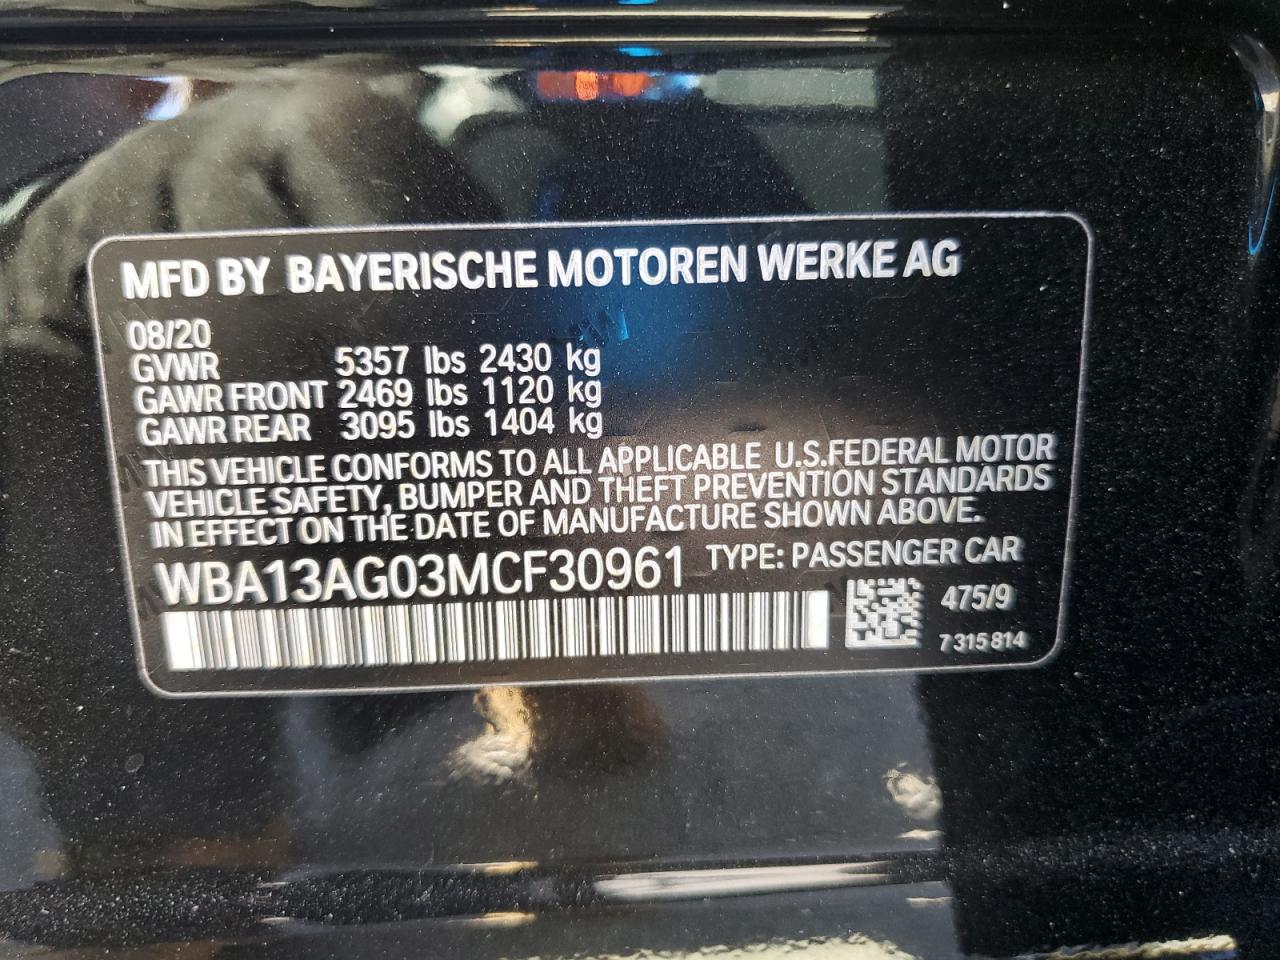 MFD BY BAYERISCHE MOTOREN WERKE AG
08/20
GVWR 5357 lbs 2430 kg
GAWR FRONT 2469 lbs 1120 kg
GAWR REAR 3095 lbs 1404 kg
THIS VEHICLE CONFORMS TO ALL APPLICABLE U.S.FEDERAL MOTOR
VEHICLE SAFETY, BUMPER AND THEFT PREVENTION STANDARDS
IN EFFECT ON THE DATE OF MANUFACTURE SHOWN ABOVE.
WBA13AG03MCF30961 TYPE: PASSENGER CAR
475/9
7 315 814